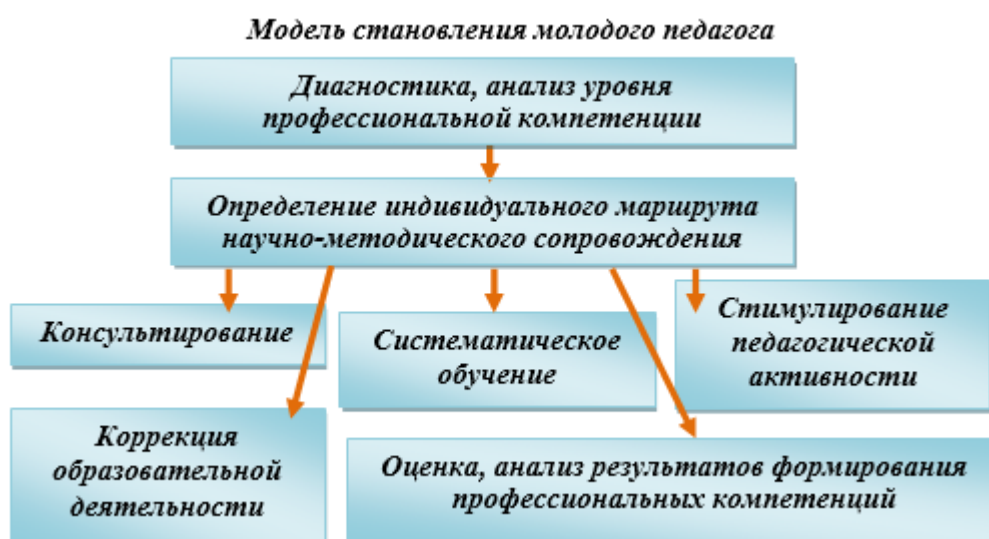 Модель становления молодого педагога
Диагностика, анализ уровня
профессиональной компетенции
Определение индивидуального маршрута
научно-методического сопровождения
Консультирование
Систематическое
обучение
Стимулирование
педагогической
активности
Коррекция
образовательной
деятельности
Оценка, анализ результатов формирования
профессиональных компетенций